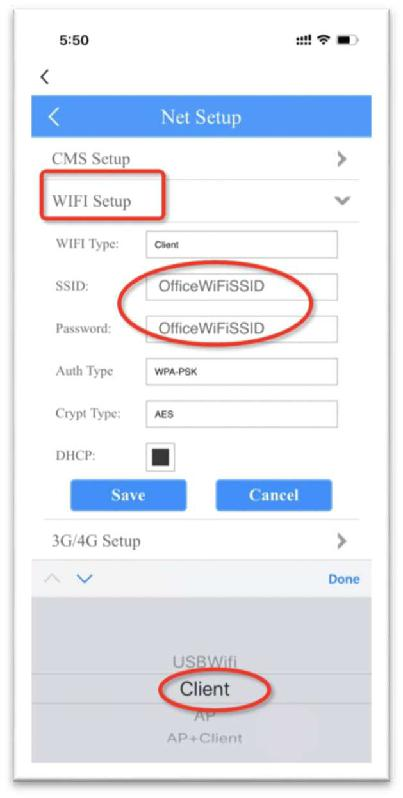 5:50
Net Setup
CMS Setup
WIFI Setup
WIFI Type: Client
SSID: OfficeWiFiSSID
Password: OfficeWiFiSSID
Auth Type WPA-PSK
Crypt Type: AES
DHCP:
Save Cancel
3G/4G Setup
Done
USBWifi
Client
AP
AP+Client